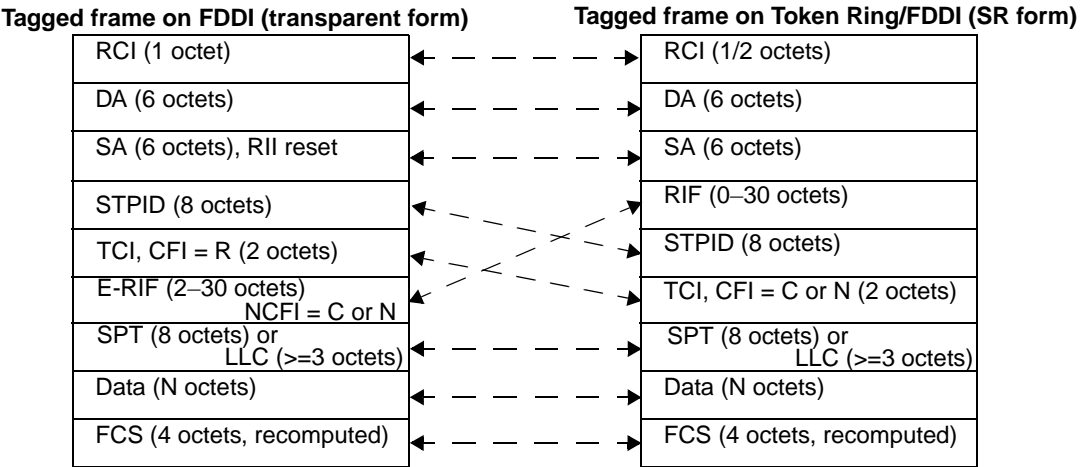 Tagged frame on FDDI (transparent form)
RCI (1 octet)
DA (6 octets)
SA (6 octets), RII reset
STPID (8 octets)
TCI, CFI = R (2 octets)
E-RIF (2–30 octets)
NCFI = C or N
SPT (8 octets) or
LLC (>=3 octets)
Data (N octets)
FCS (4 octets, recomputed)
Tagged frame on Token Ring/FDDI (SR form)
RCI (1/2 octets)
DA (6 octets)
SA (6 octets)
RIF (0–30 octets)
STPID (8 octets)
TCI, CFI = C or N (2 octets)
SPT (8 octets) or
LLC (>=3 octets)
Data (N octets)
FCS (4 octets, recomputed)